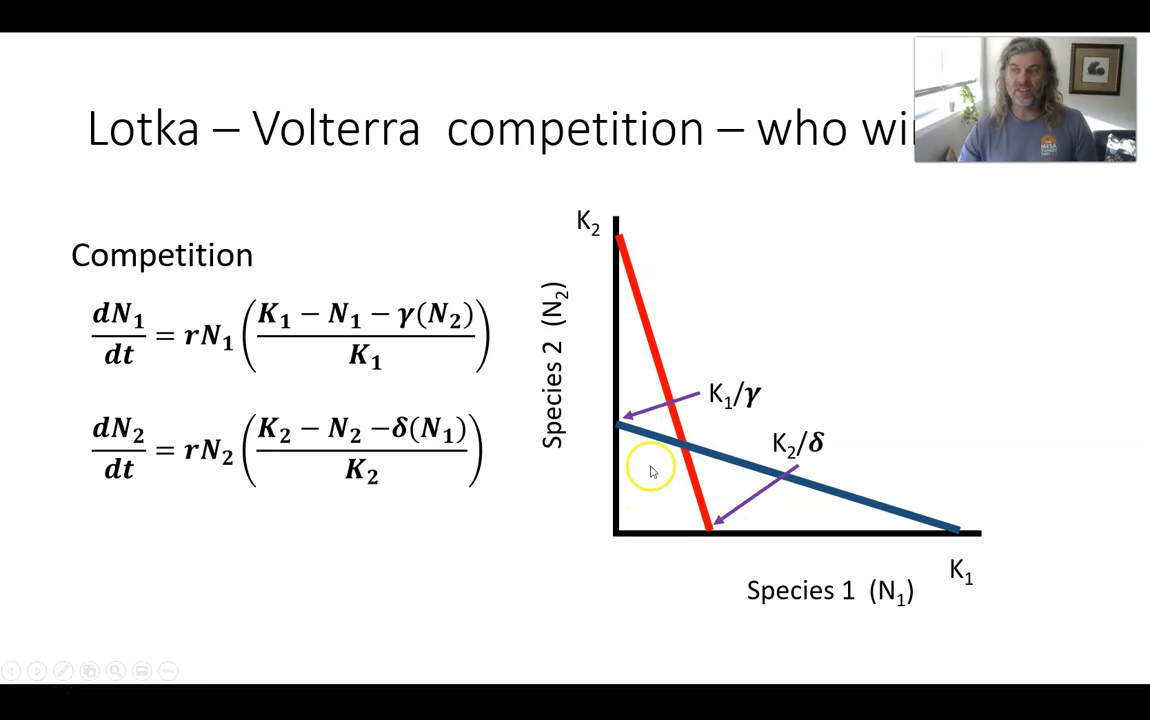 Lotka – Volterra competition – who wi
Competition
dN₁/dt = rN₁ ((K₁ − N₁ − γ(N₂))/K₁)
dN₂/dt = rN₂ ((K₂ − N₂ −δ(N₁))/K₂)
K₂
Species 2 (N₂)
K₁/γ
K₂/δ
K₁
Species 1 (N₁)
MESA